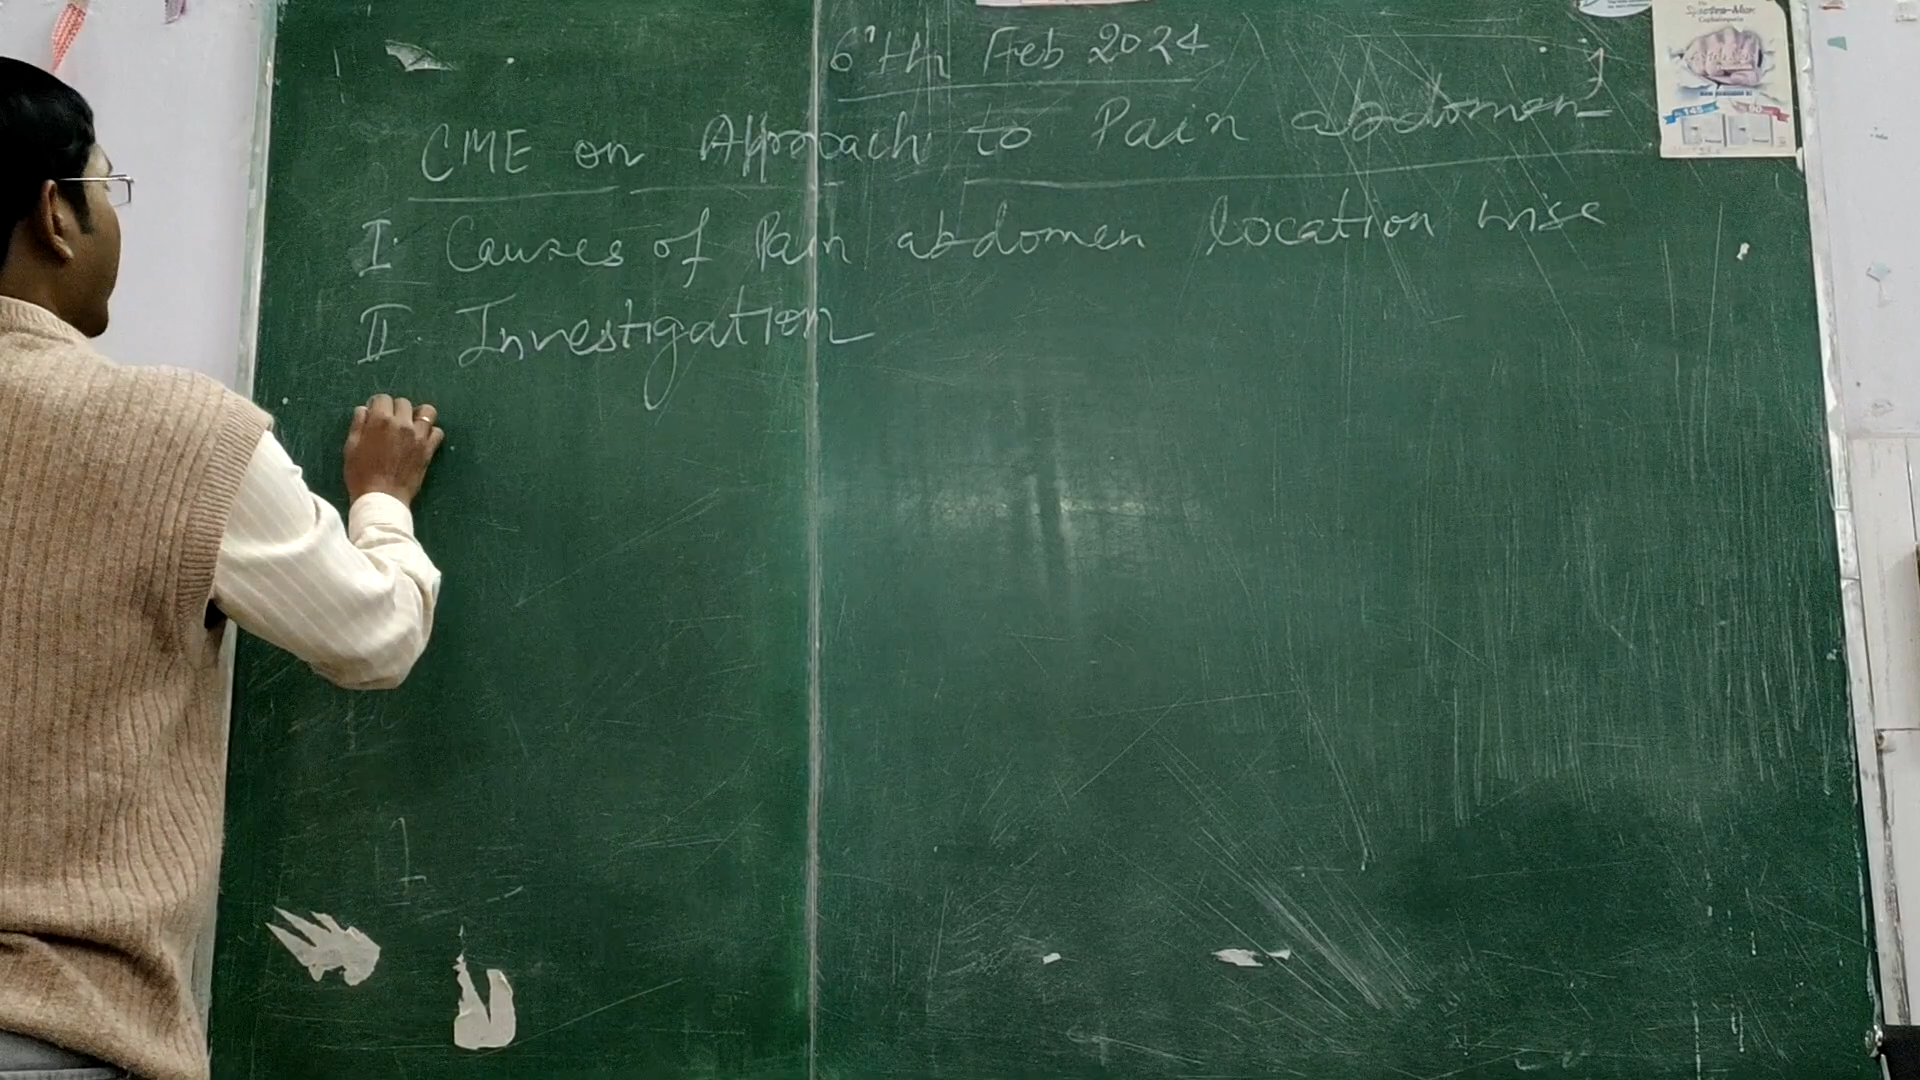 6th Feb 2024
CME on Approach to Pain abdomen
I. Causes of Pain abdomen location wise
II. Investigation